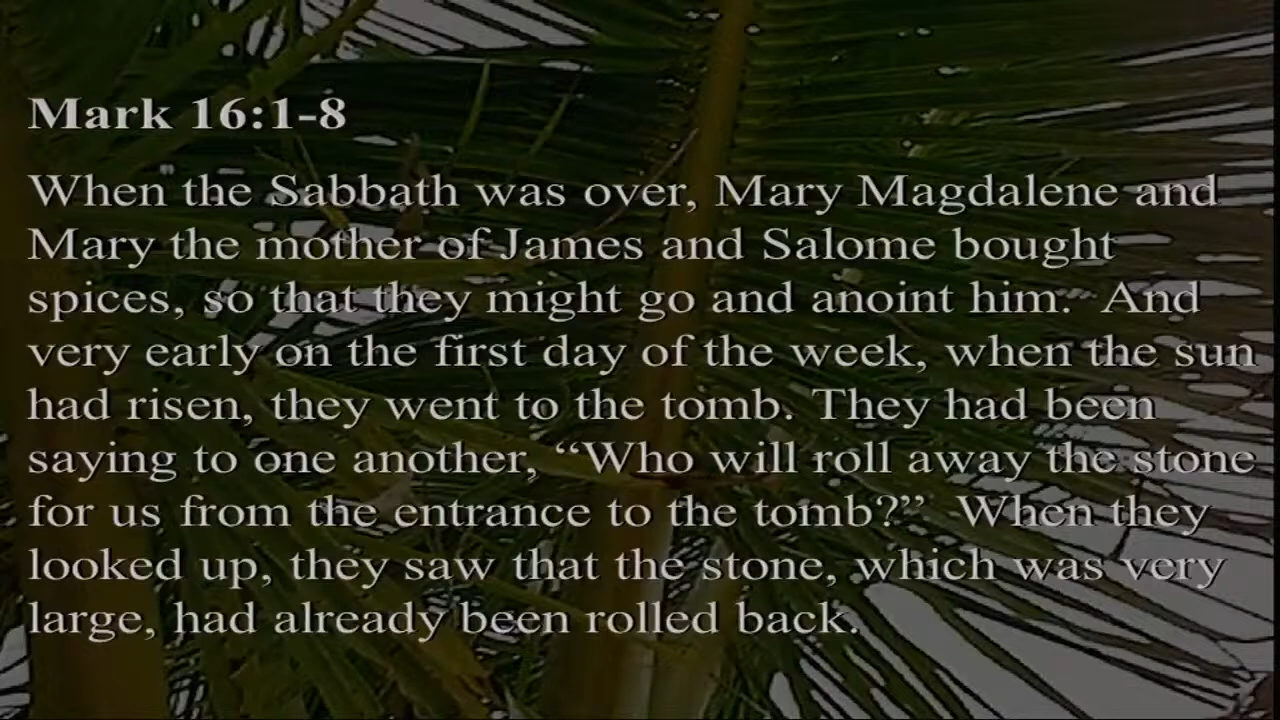 Mark 16:1-8
When the Sabbath was over, Mary Magdalene and
Mary the mother of James and Salome bought
spices, so that they might go and anoint him.  And
very early on the first day of the week, when the sun
had risen, they went to the tomb. They had been
saying to one another, “Who will roll away the stone
for us from the entrance to the tomb?”  When they
looked up, they saw that the stone, which was very
large, had already been rolled back.